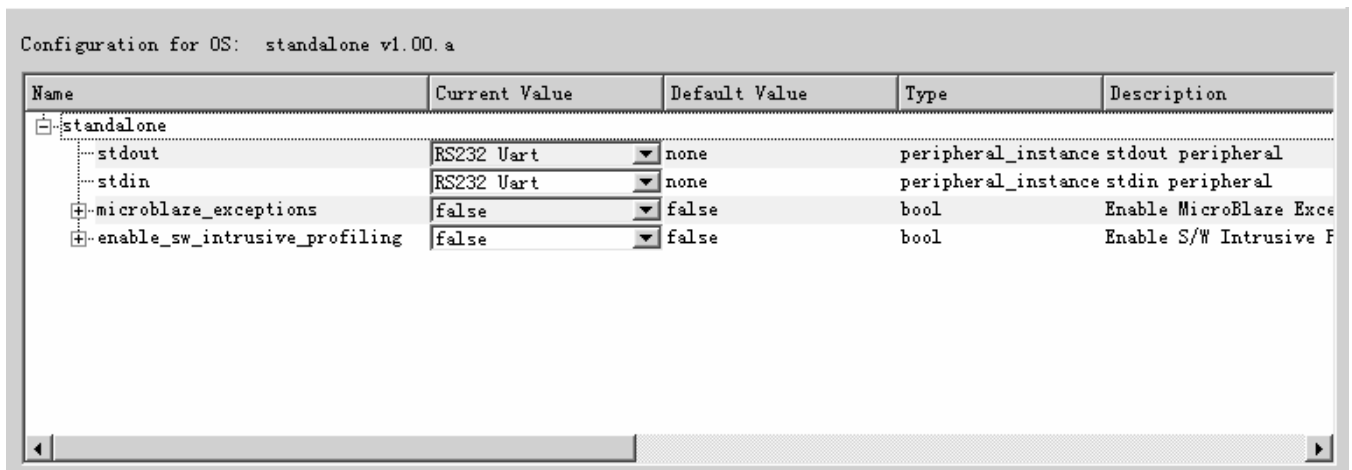 Configuration for OS: standalone v1.00.a
Name Current Value Default Value Type Description
standalone
stdout RS232 Uart none peripheral_instance stdout peripheral
stdin RS232 Uart none peripheral_instance stdin peripheral
microblaze_exceptions false false bool Enable MicroBlaze Exce
enable_sw_intrusive_profiling false false bool Enable S/W Intrusive